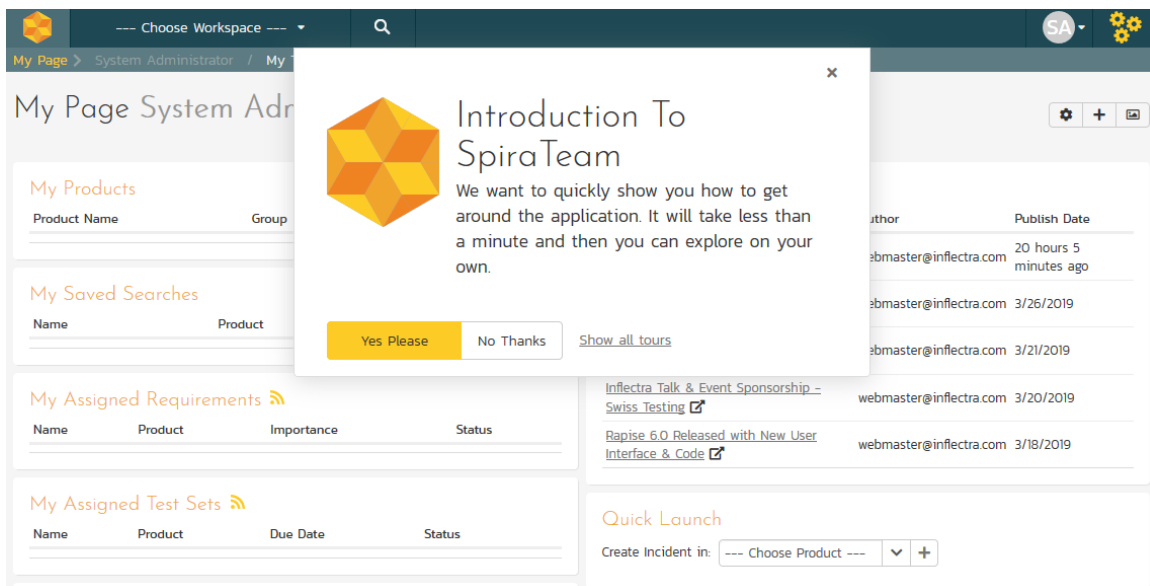 --- Choose Workspace ---
SA
My Page System Administrator / My
My Page System Adr
Introduction To
SpiraTeam
We want to quickly show you how to get
around the application. It will take less than
a minute and then you can explore on your
own.
Yes Please No Thanks Show all tours
My Products
Product Name Group
My Saved Searches
Name Product
My Assigned Requirements
Name Product Importance Status
My Assigned Test Sets
Name Product Due Date Status
Publish Date
webmaster@inflectra.com 20 hours 5
minutes ago
webmaster@inflectra.com 3/26/2019
webmaster@inflectra.com 3/21/2019
Inflectra Talk & Event Sponsorship -
Swiss Testing webmaster@inflectra.com 3/20/2019
Rapise 6.0 Released with New User
Interface & Code webmaster@inflectra.com 3/18/2019
Quick Launch
Create Incident in: --- Choose Product ---